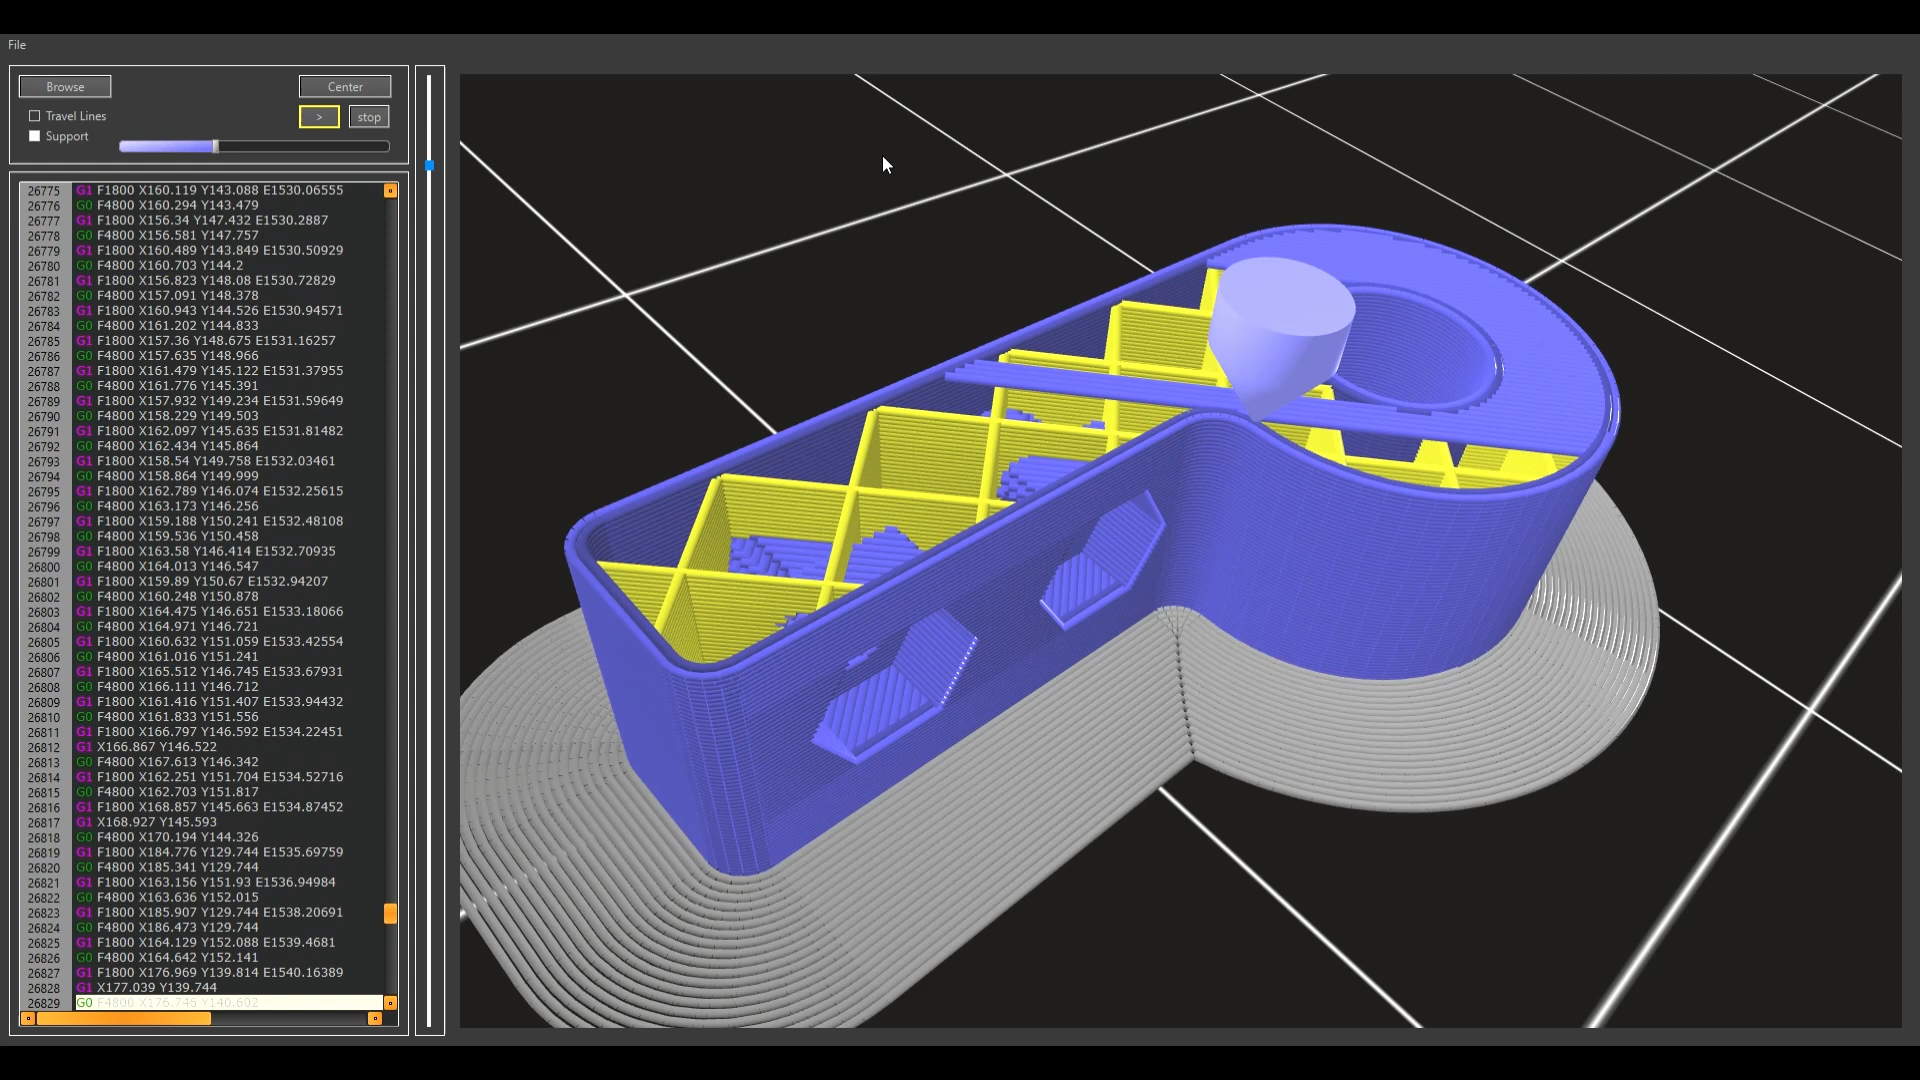 File
Browse
Center
Travel Lines
>
stop
Support
26775 G1 F1800 X160.119 Y143.088 E1530.06555
26776 G0 F4800 X160.294 Y143.479
26777 G1 F1800 X156.34 Y147.432 E1530.2887
26778 G0 F4800 X156.581 Y147.757
26779 G1 F1800 X160.489 Y143.849 E1530.50929
26780 G0 F4800 X160.703 Y144.2
26781 G1 F1800 X156.823 Y148.08 E1530.72829
26782 G0 F4800 X157.091 Y148.378
26783 G1 F1800 X160.943 Y144.526 E1530.94571
26784 G0 F4800 X161.202 Y144.833
26785 G1 F1800 X157.36 Y148.675 E1531.16257
26786 G0 F4800 X157.635 Y148.966
26787 G1 F1800 X161.479 Y145.122 E1531.37955
26788 G0 F4800 X161.776 Y145.391
26789 G1 F1800 X157.932 Y149.234 E1531.59649
26790 G0 F4800 X158.229 Y149.503
26791 G1 F1800 X162.097 Y145.635 E1531.81482
26792 G0 F4800 X162.434 Y145.864
26793 G1 F1800 X158.54 Y149.758 E1532.03461
26794 G0 F4800 X158.864 Y149.999
26795 G1 F1800 X162.789 Y146.074 E1532.25615
26796 G0 F4800 X163.173 Y146.256
26797 G1 F1800 X159.188 Y150.241 E1532.48108
26798 G0 F4800 X159.536 Y150.458
26799 G1 F1800 X163.58 Y146.414 E1532.70935
26800 G0 F4800 X164.013 Y146.547
26801 G1 F1800 X159.89 Y150.67 E1532.94207
26802 G0 F4800 X160.248 Y150.878
26803 G1 F1800 X164.475 Y146.651 E1533.18066
26804 G0 F4800 X164.971 Y146.721
26805 G1 F1800 X160.632 Y151.059 E1533.42554
26806 G0 F4800 X161.016 Y151.241
26807 G1 F1800 X165.512 Y146.745 E1533.67931
26808 G0 F4800 X166.111 Y146.712
26809 G1 F1800 X161.416 Y151.407 E1533.94432
26810 G0 F4800 X161.833 Y151.556
26811 G1 F1800 X166.797 Y146.592 E1534.22451
26812 G1 X166.867 Y146.522
26813 G0 F4800 X167.613 Y146.342
26814 G1 F1800 X162.251 Y151.704 E1534.52716
26815 G0 F4800 X162.703 Y151.817
26816 G1 F1800 X168.857 Y145.663 E1534.87452
26817 G1 X168.927 Y145.593
26818 G0 F4800 X170.194 Y144.326
26819 G1 F1800 X184.776 Y129.744 E1535.69759
26820 G0 F4800 X185.341 Y129.744
26821 G1 F1800 X163.156 Y151.93 E1536.94984
26822 G0 F4800 X163.636 Y152.015
26823 G1 F1800 X185.907 Y129.744 E1538.20691
26824 G0 F4800 X186.473 Y129.744
26825 G1 F1800 X164.129 Y152.088 E1539.4681
26826 G0 F4800 X164.642 Y152.141
26827 G1 F1800 X176.969 Y139.814 E1540.16389
26828 G1 X177.039 Y139.744
26829 G0 F4800 X176.746 Y140.602